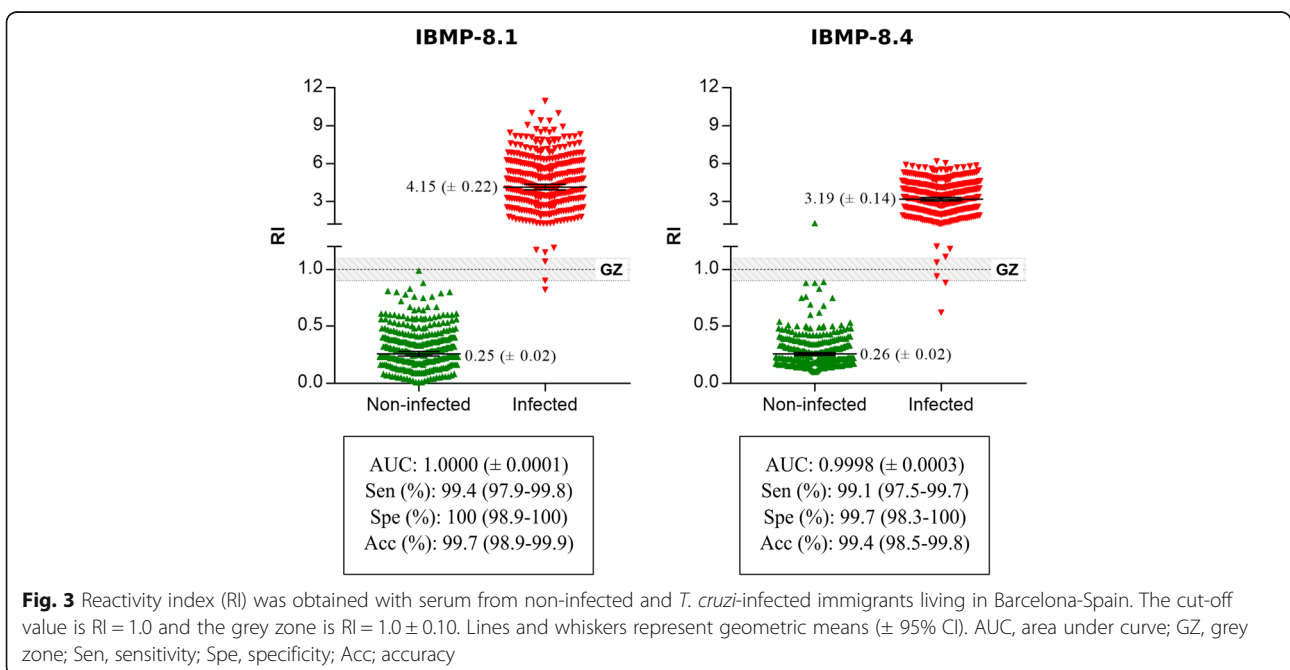 IBMP-8.1
IBMP-8.4
12
9
6
3
1.0
0.5
0.0
RI
4.15 (± 0.22)
GZ
0.25 (± 0.02)
Non-infected
Infected
12
9
6
3
1.0
0.5
0.0
RI
3.19 (± 0.14)
GZ
0.26 (± 0.02)
Non-infected
Infected
AUC: 1.0000 (± 0.0001)
Sen (%): 99.4 (97.9-99.8)
Spe (%): 100 (98.9-100)
Acc (%): 99.7 (98.9-99.9)
AUC: 0.9998 (± 0.0003)
Sen (%): 99.1 (97.5-99.7)
Spe (%): 99.7 (98.3-100)
Acc (%): 99.4 (98.5-99.8)
Fig. 3 Reactivity index (RI) was obtained with serum from non-infected and T. cruzi-infected immigrants living in Barcelona-Spain. The cut-off
value is RI = 1.0 and the grey zone is RI = 1.0 ± 0.10. Lines and whiskers represent geometric means (± 95% CI). AUC, area under curve; GZ, grey
zone; Sen, sensitivity; Spe, specificity; Acc; accuracy